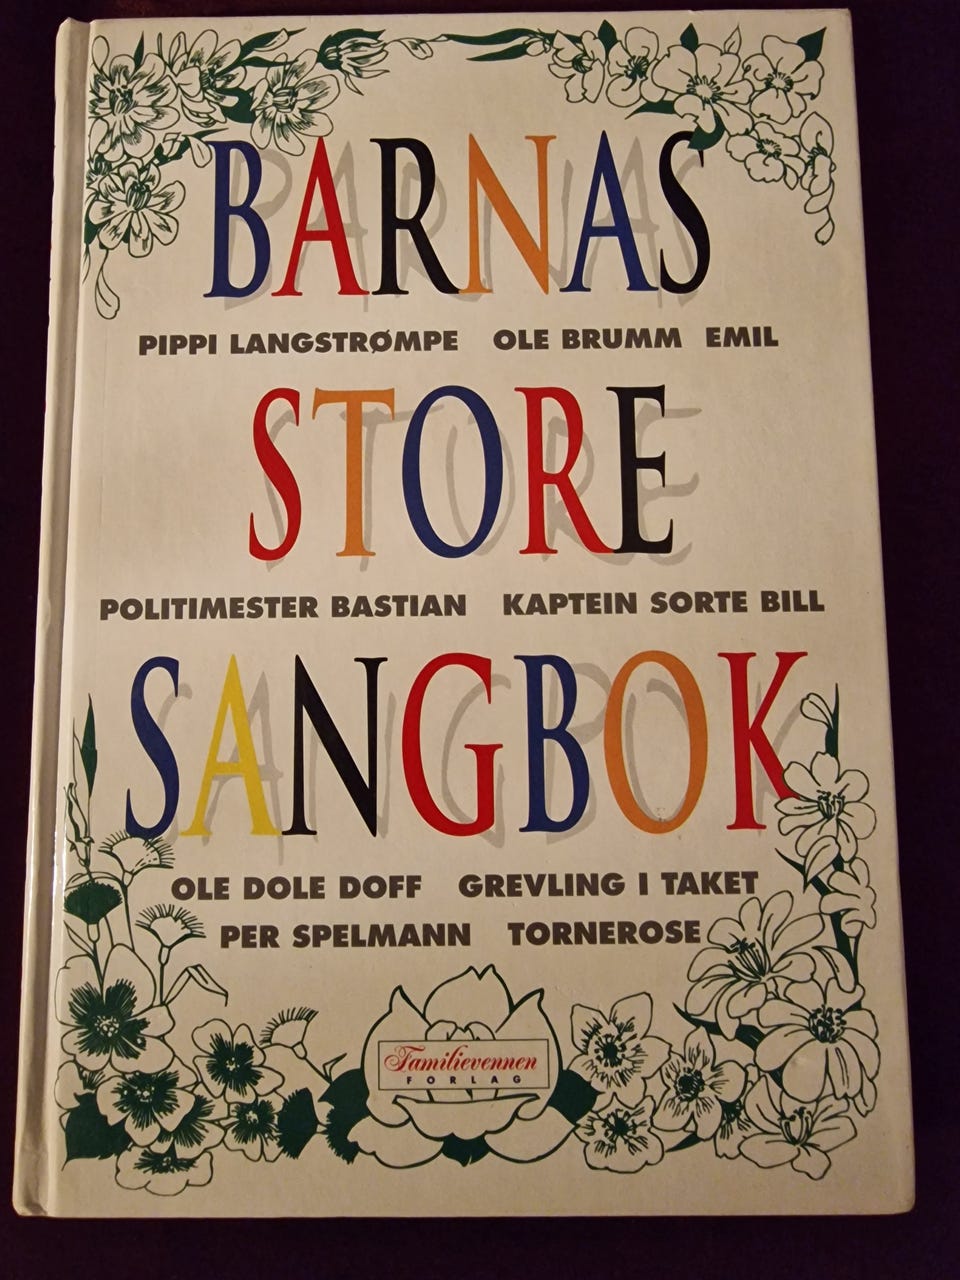 BARNAS
PIPPI LANGSTRØMPE OLE BRUMM EMIL
STORE
POLITIMESTER BASTIAN KAPTEIN SORTE BILL
SANGBOK
OLE DOLE DOFF GREVLING I TAKET
PER SPELMANN TORNEROSE
Familievennen
FORLAG